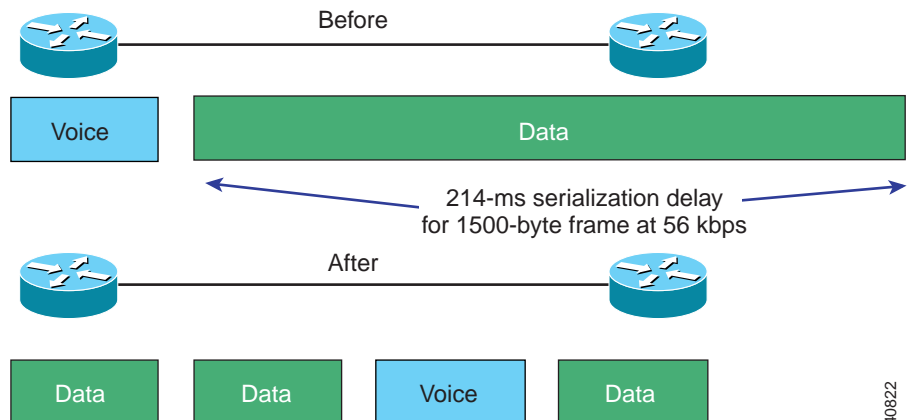 Before
Voice
Data
214-ms serialization delay
for 1500-byte frame at 56 kbps
After
Data
Data
Voice
Data